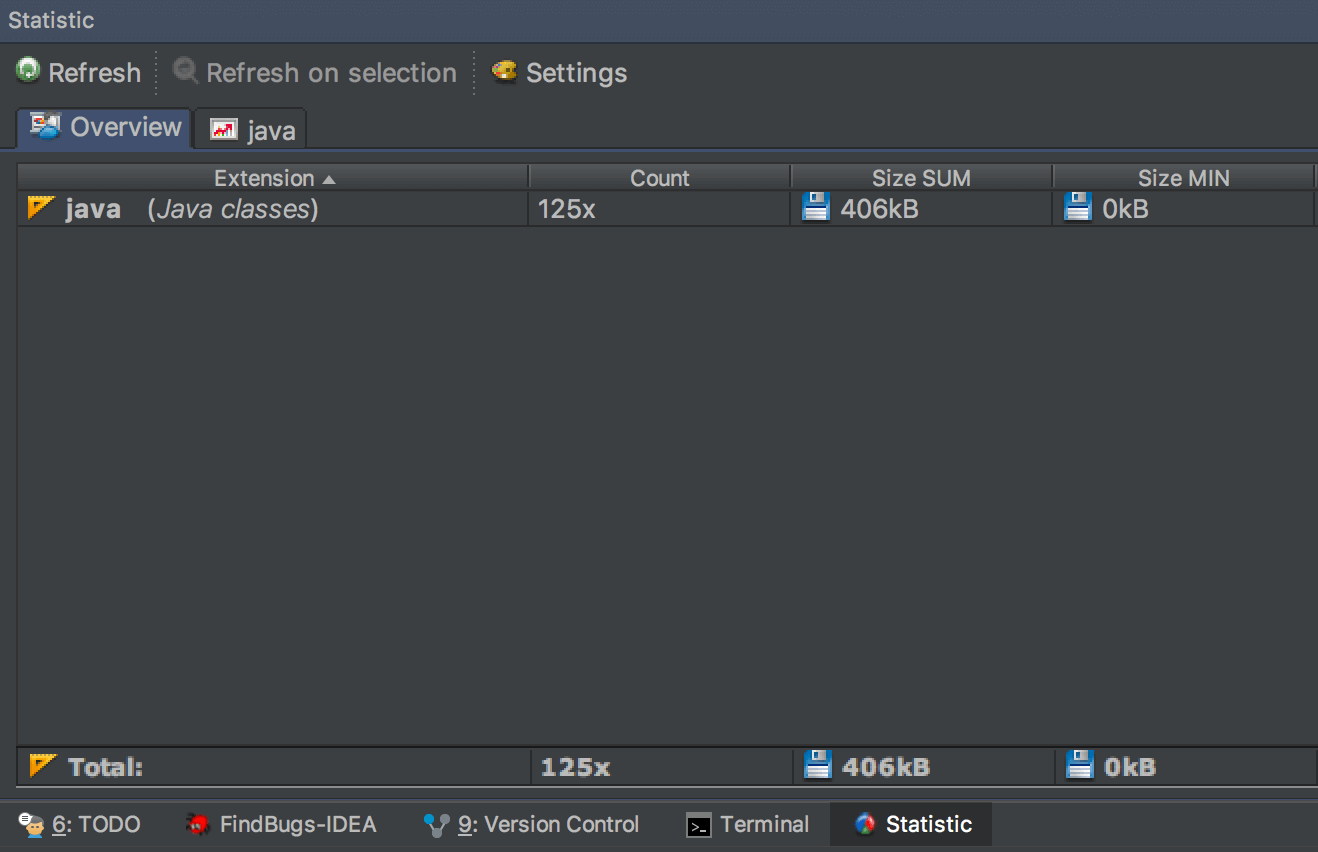 Statistic
Refresh Refresh on selection Settings
Overview java
Extension Count Size SUM Size MIN
java (Java classes) 125x 406kB 0kB
Total: 125x 406kB 0kB
6: TODO FindBugs-IDEA 9: Version Control Terminal Statistic